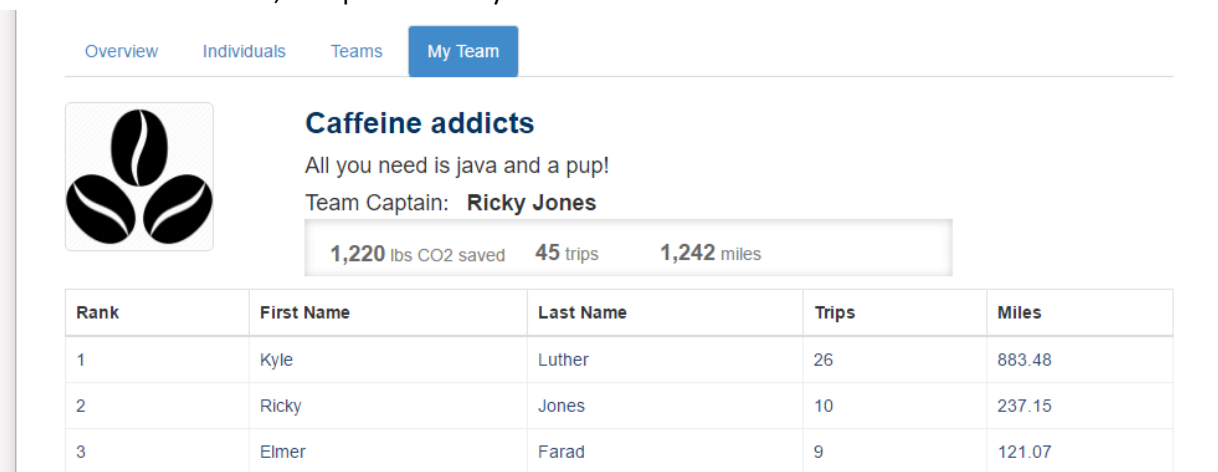 Overview Individuals Teams My Team
Caffeine addicts
All you need is java and a pup!
Team Captain: Ricky Jones
1,220 lbs CO2 saved 45 trips 1,242 miles
Rank First Name Last Name Trips Miles
1 Kyle Luther 26 883.48
2 Ricky Jones 10 237.15
3 Elmer Farad 9 121.07